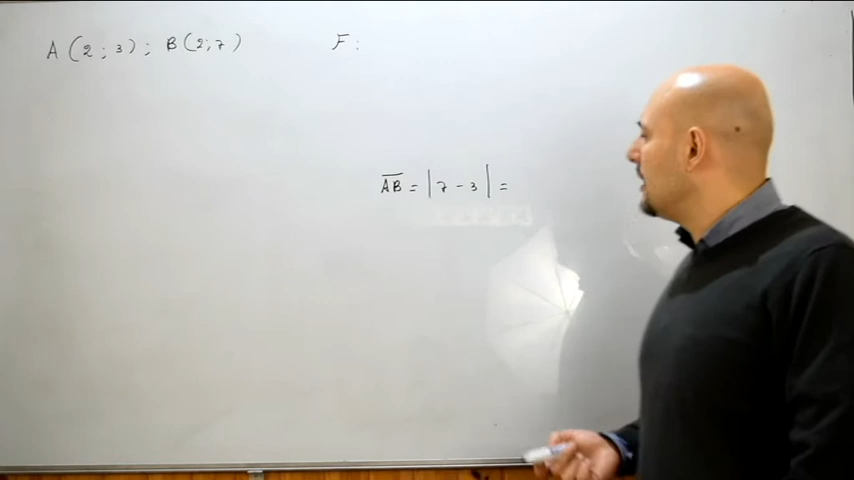 A (2 ; 3) ; B (2 ; 7) F :
AB = | 7 - 3 | =